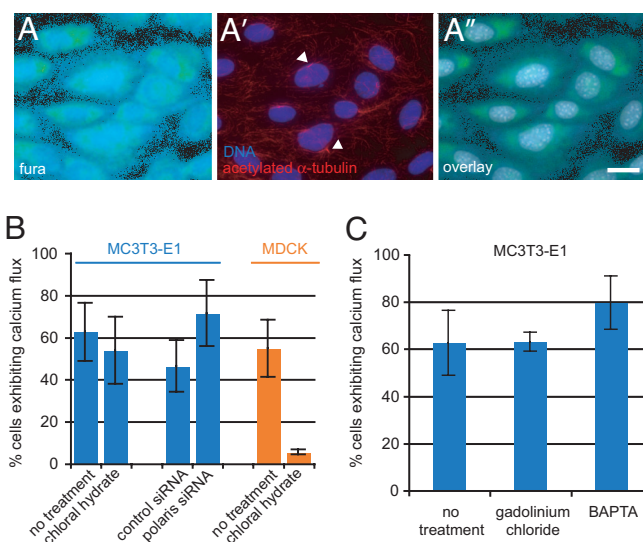 A
A'
A"
fura
DNA
acetylated α-tubulin
overlay
B
MC3T3-E1
MDCK
% cells exhibiting calcium flux
100
80
60
40
20
0
no treatment
chloral hydrate
control siRNA
polaris siRNA
no treatment
chloral hydrate
C
MC3T3-E1
% cells exhibiting calcium flux
100
80
60
40
20
0
no
treatment
gadolinium
chloride
BAPTA